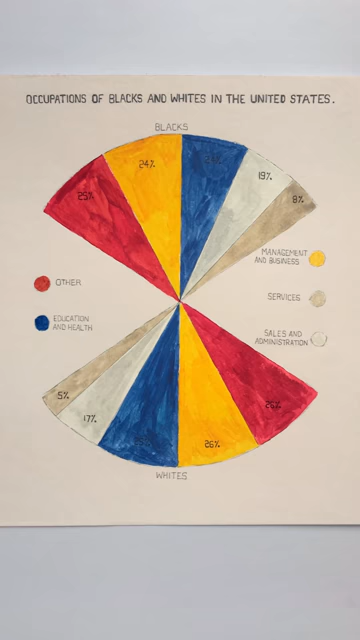 OCCUPATIONS OF BLACKS AND WHITES IN THE UNITED STATES.
BLACKS
25%
24%
24%
19%
8%
OTHER
EDUCATION
AND HEALTH
MANAGEMENT
AND BUSINESS
SERVICES
SALES AND
ADMINISTRATION
5%
17%
26%
26%
WHITES